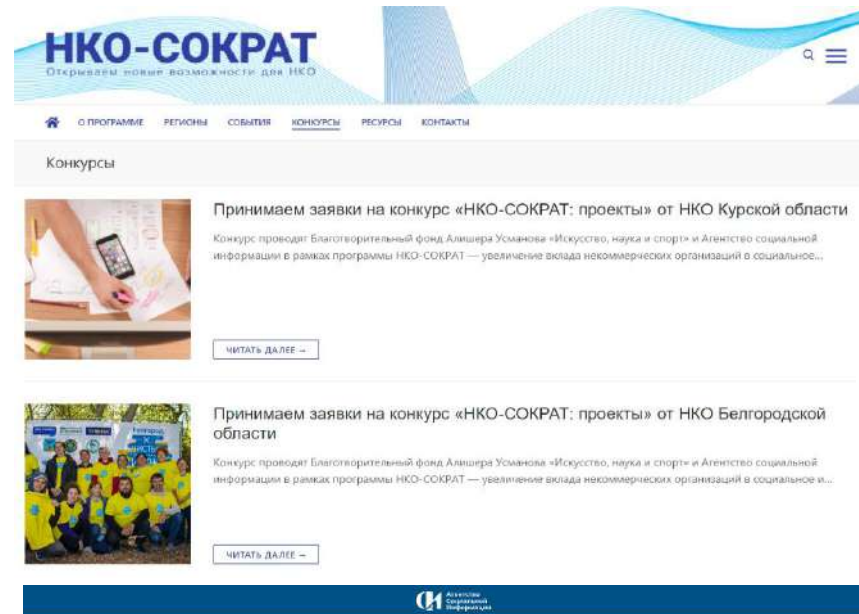 НКО-СОКРАТ
Открываем новые возможности для НКО
О ПРОГРАММЕ РЕГИОНЫ СОБЫТИЯ КОНКУРСЫ РЕСУРСЫ КОНТАКТЫ
Конкурсы
Принимаем заявки на конкурс «НКО-СОКРАТ: проекты» от НКО Курской области
Конкурс проводят Благотворительный фонд Алишера Усманова «Искусство, наука и спорт» и Агентство социальной
информации в рамках программы НКО-СОКРАТ — увеличение вклада некоммерческих организаций в социальное...
ЧИТАТЬ ДАЛЕЕ →
Принимаем заявки на конкурс «НКО-СОКРАТ: проекты» от НКО Белгородской
области
Конкурс проводят Благотворительный фонд Алишера Усманова «Искусство, наука и спорт» и Агентство социальной
информации в рамках программы НКО-СОКРАТ — увеличение вклада некоммерческих организаций в социальное и...
ЧИТАТЬ ДАЛЕЕ →
Агентство
Социальной
Информации